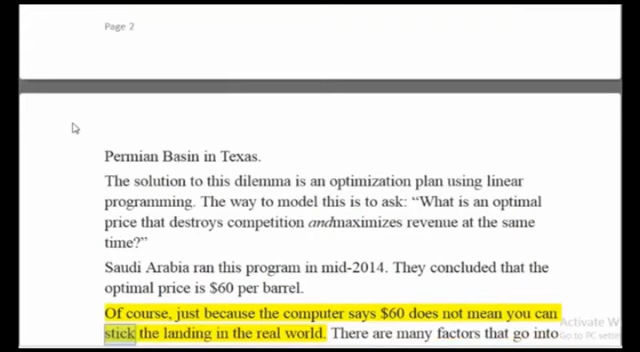 Page 2
Permian Basin in Texas.
The solution to this dilemma is an optimization plan using linear
programming. The way to model this is to ask: “What is an optimal
price that destroys competition andmaximizes revenue at the same
time?”
Saudi Arabia ran this program in mid-2014. They concluded that the
optimal price is $60 per barrel.
Of course, just because the computer says $60 does not mean you can
stick the landing in the real world. There are many factors that go into
Activate W
Go to PC settin